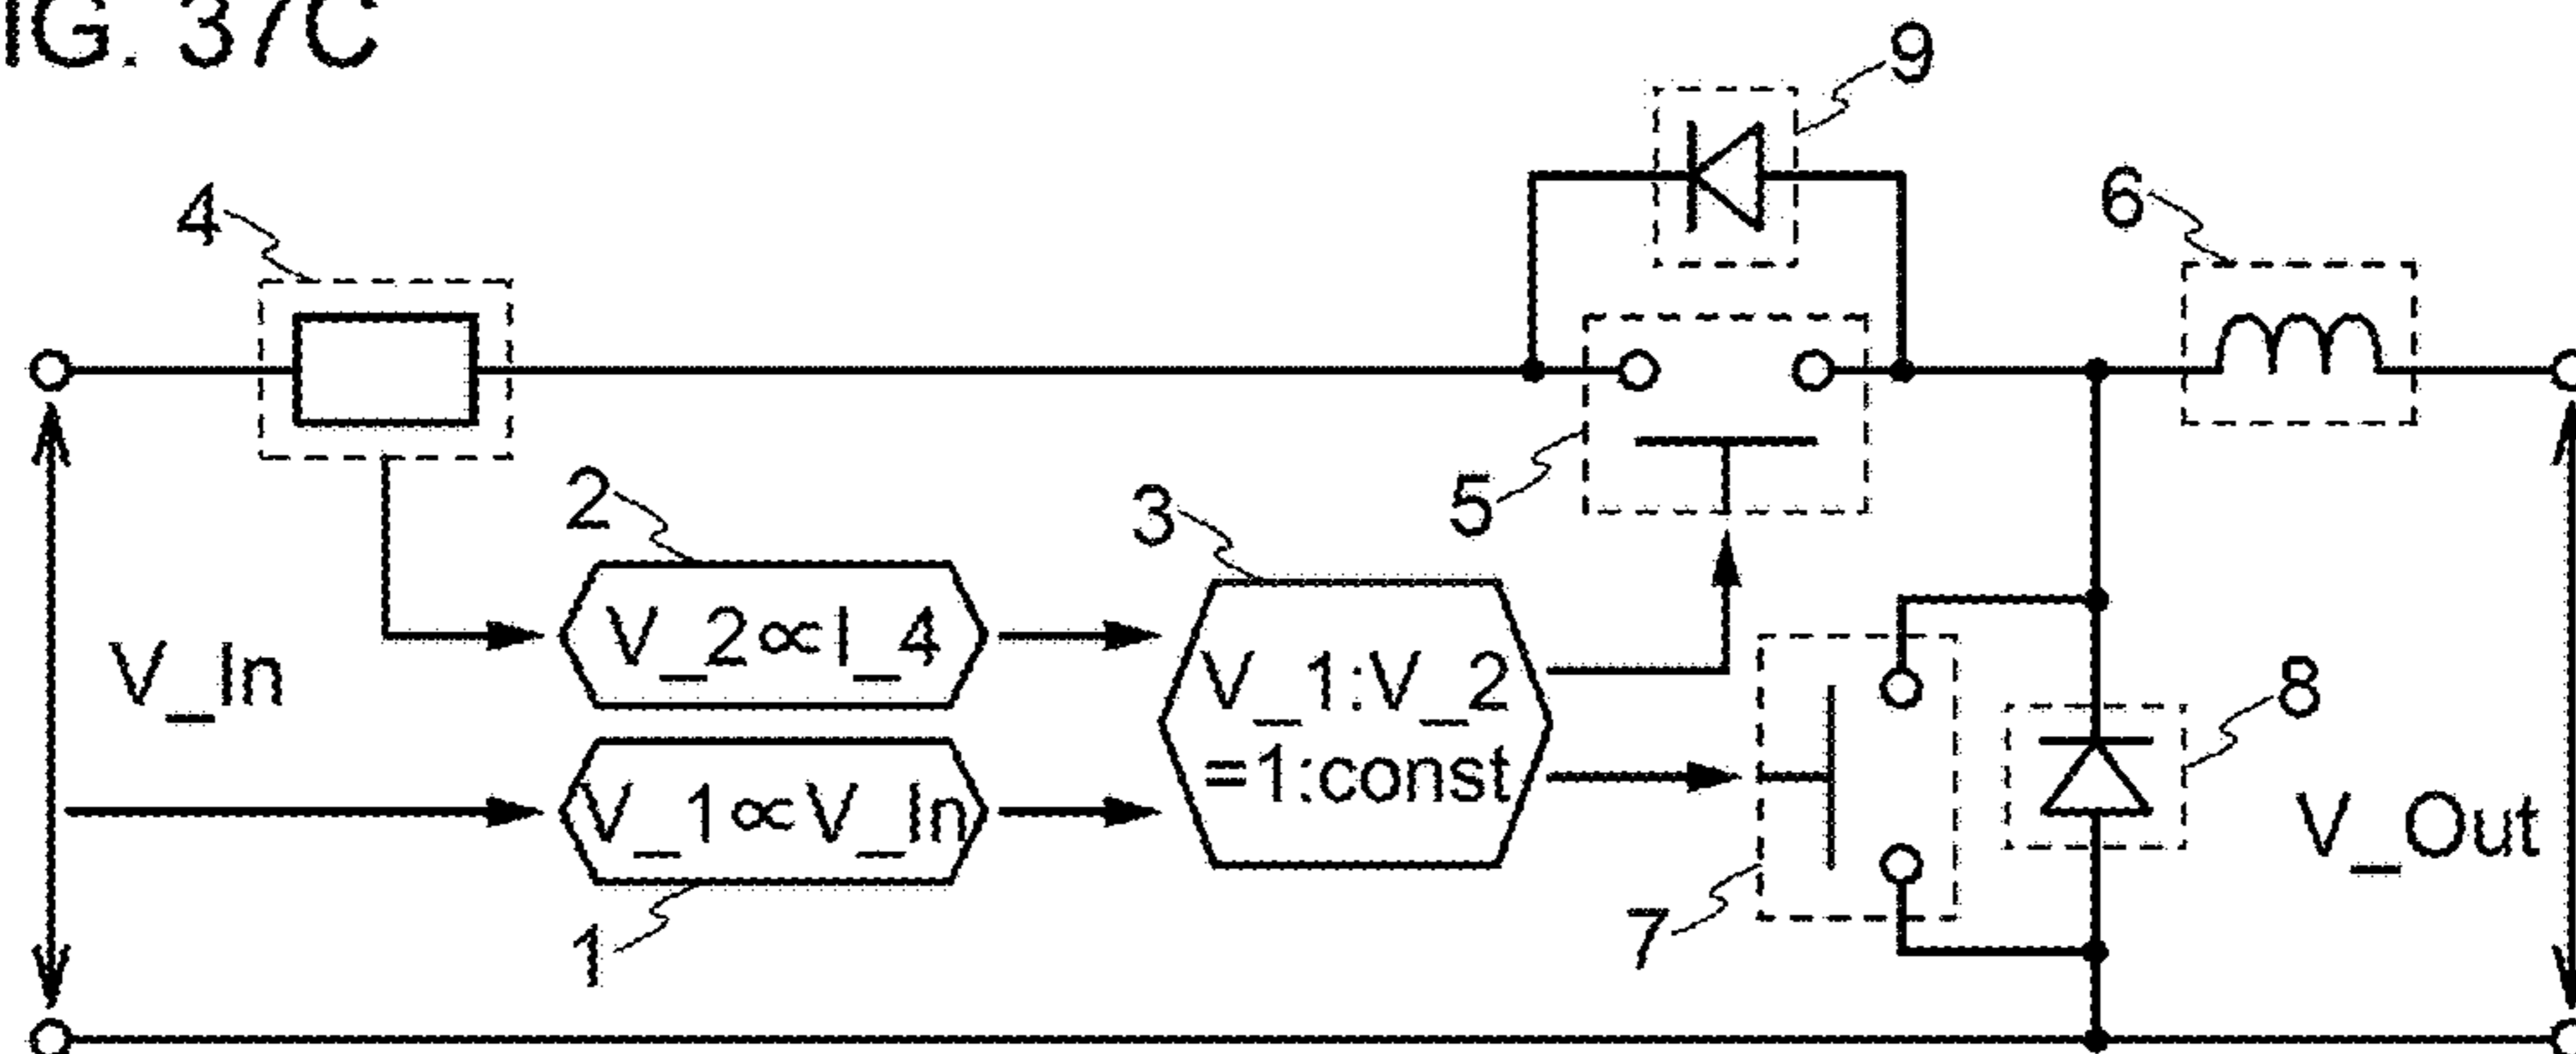 IG. 37C
9
4
6
5
2
3
V_2∝I_4
V_1:V_2
=1:const
V_In
V_1∝V_In
8
V_Out
7
1